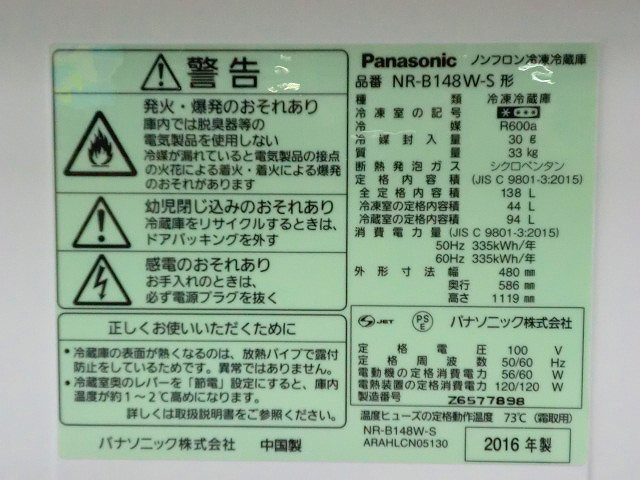 警告
発火・爆発のおそれあり
庫内では脱臭器等の
電気製品を使用しない
冷媒が漏れていると電気製品の接点
の火花による着火・着火による爆発
のおそれがあります
幼児閉じ込みのおそれあり
冷蔵庫をリサイクルするときは、
ドアパッキングを外す
感電のおそれあり
お手入れのときは、
必ず電源プラグを抜く
正しくお使いいただくために
・冷蔵庫の表面が熱くなるのは、放熱パイプで露付
防止をしているためです。異常ではありません。
・冷蔵室奥のレバーを「節電」設定にすると、庫内
温度が約1〜2℃高めになります。
詳しくは取扱説明書をご参照ください。
パナソニック株式会社 中国製
Panasonic ノンフロン冷凍冷蔵庫
品番 NR-B148W-S形
種類 冷凍冷蔵庫
冷凍室の記号
冷媒 R600a
冷媒封入量 30g
質量 33kg
断熱発泡ガス シクロペンタン
定格内容積 (JIS C 9801-3:2015)
全定格内容積 138 L
冷凍室の定格内容積 44 L
冷蔵室の定格内容積 94 L
消費電力量 (JIS C 9801-3:2015)
50Hz 335kWh/年
60Hz 335kWh/年
外形寸法 幅 480 mm
奥行 586 mm
高さ 1119 mm
S-JET PSE パナソニック株式会社
定格電圧 100 V
定格周波数 50/60 Hz
電動機の定格消費電力 56/60 W
電熱装置の定格消費電力 120/120 W
製造番号 Z6577898
温度ヒューズの定格動作温度 73℃(霜取用)
NR-B148W-S
ARAHLCN05130
2016年製